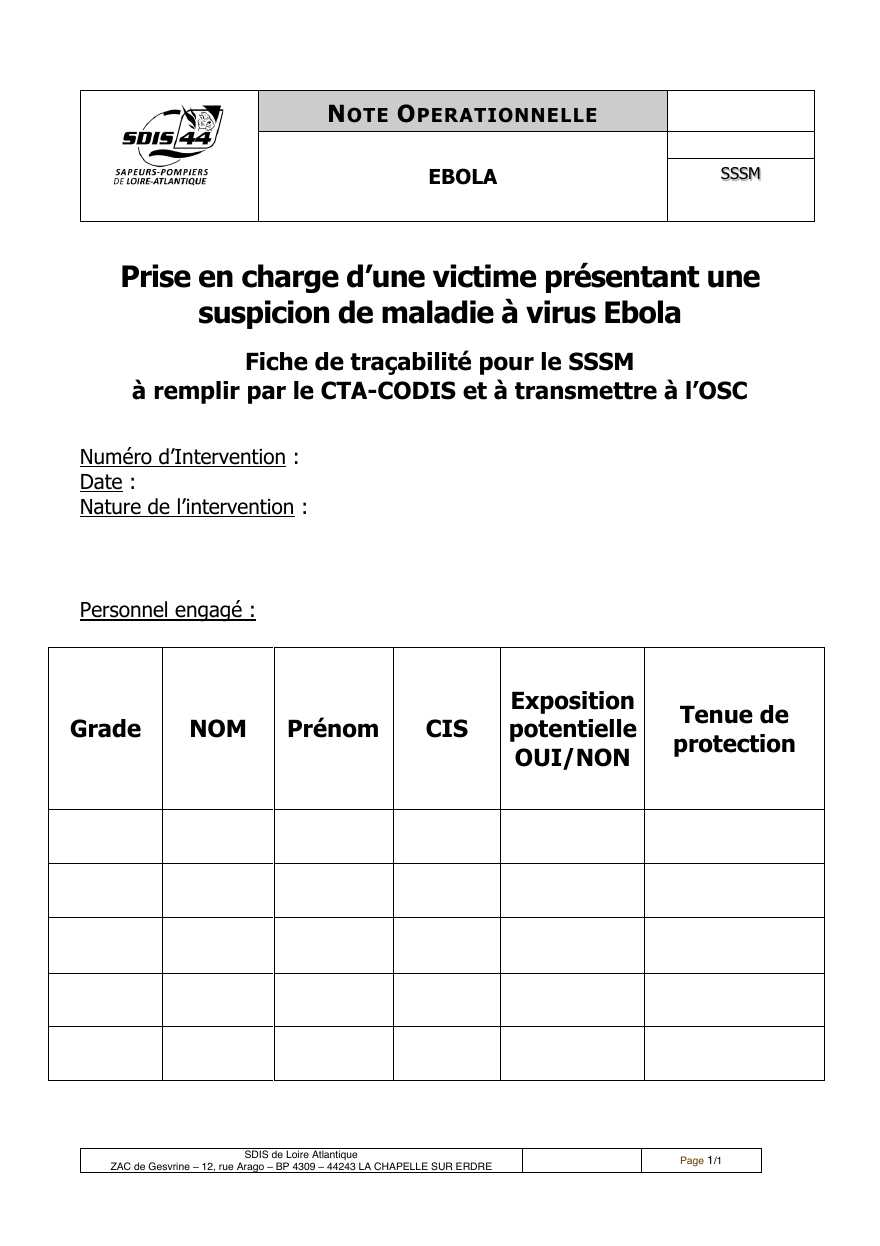 SDIS 44
SAPEURS-POMPIERS
DE LOIRE-ATLANTIQUE
NOTE OPERATIONNELLE
EBOLA
SSSM
Prise en charge d’une victime présentant une
suspicion de maladie à virus Ebola
Fiche de traçabilité pour le SSSM
à remplir par le CTA-CODIS et à transmettre à l’OSC
Numéro d’Intervention :
Date :
Nature de l’intervention :
Personnel engagé :
Grade
NOM
Prénom
CIS
Exposition
potentielle
OUI/NON
Tenue de
protection
SDIS de Loire Atlantique
ZAC de Gesvrine – 12, rue Arago – BP 4309 – 44243 LA CHAPELLE SUR ERDRE
Page 1/1